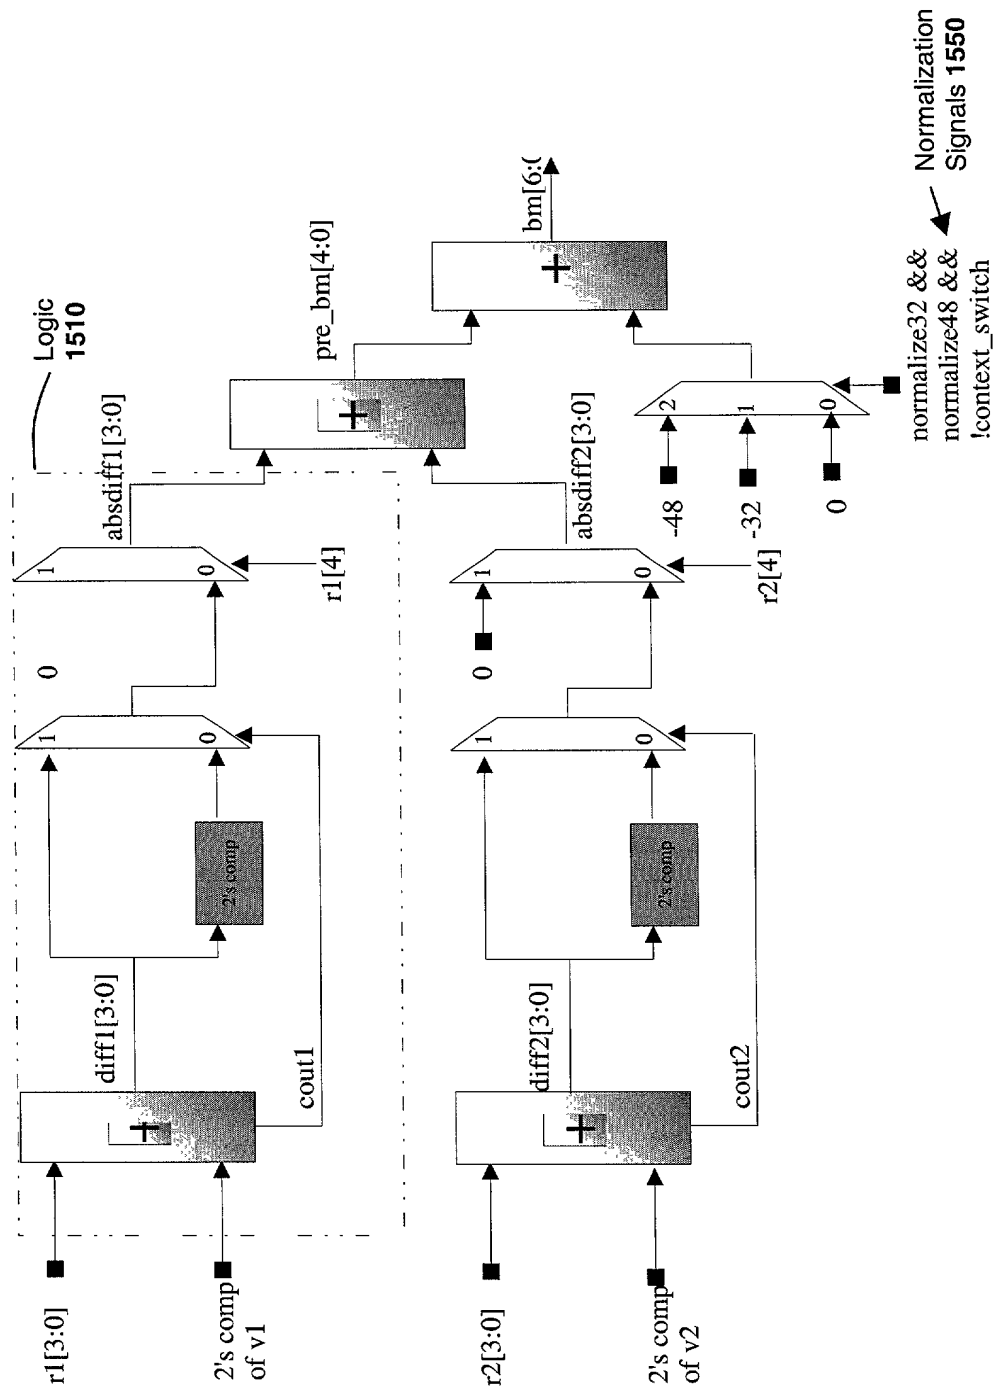 r1[3:0]
2's comp
of v1
+
diff1[3:0]
cout1
2's comp
1
0
0
1
0
r1[4]
absdiff1[3:0]
Logic
1510
r2[3:0]
2's comp
of v2
+
diff2[3:0]
cout2
2's comp
1
0
0
1
0
r2[4]
absdiff2[3:0]
+
pre_bm[4:0]
-48
-32
0
2
1
0
+
bm[6:(
normalize32 &&
normalize48 &&
!context_switch
Normalization
Signals 1550